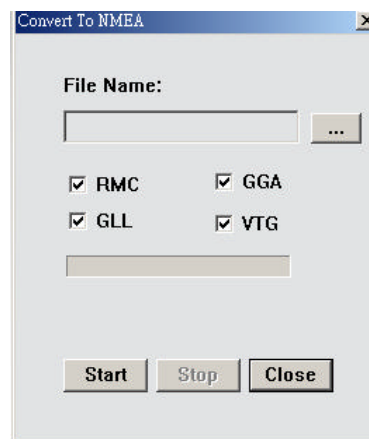 Convert To NMEA
File Name:
...
RMC GGA
GLL VTG
Start Stop Close